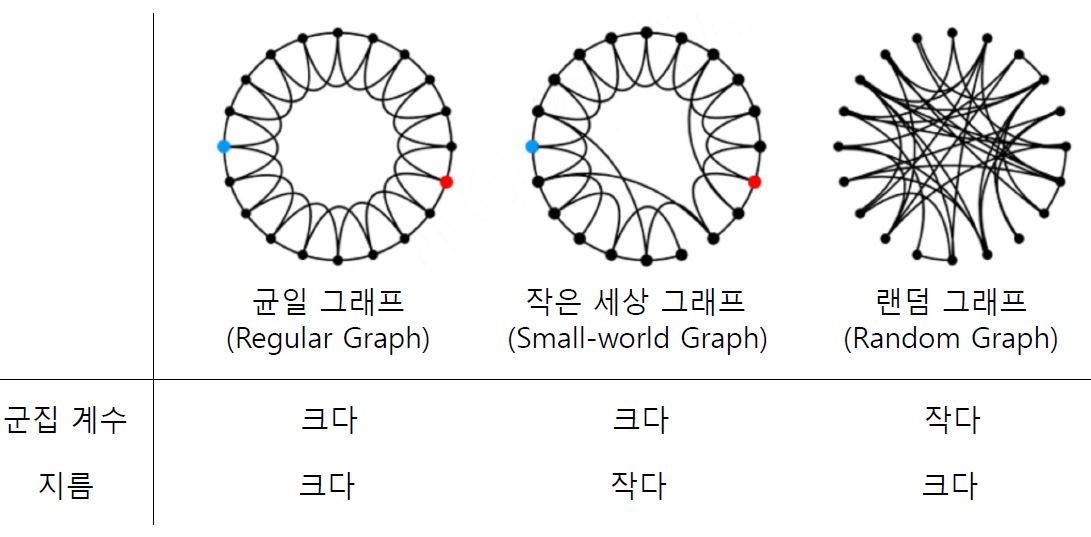 균일 그래프
(Regular Graph)
작은 세상 그래프
(Small-world Graph)
랜덤 그래프
(Random Graph)
군집 계수 크다 크다 작다
지름 크다 작다 크다